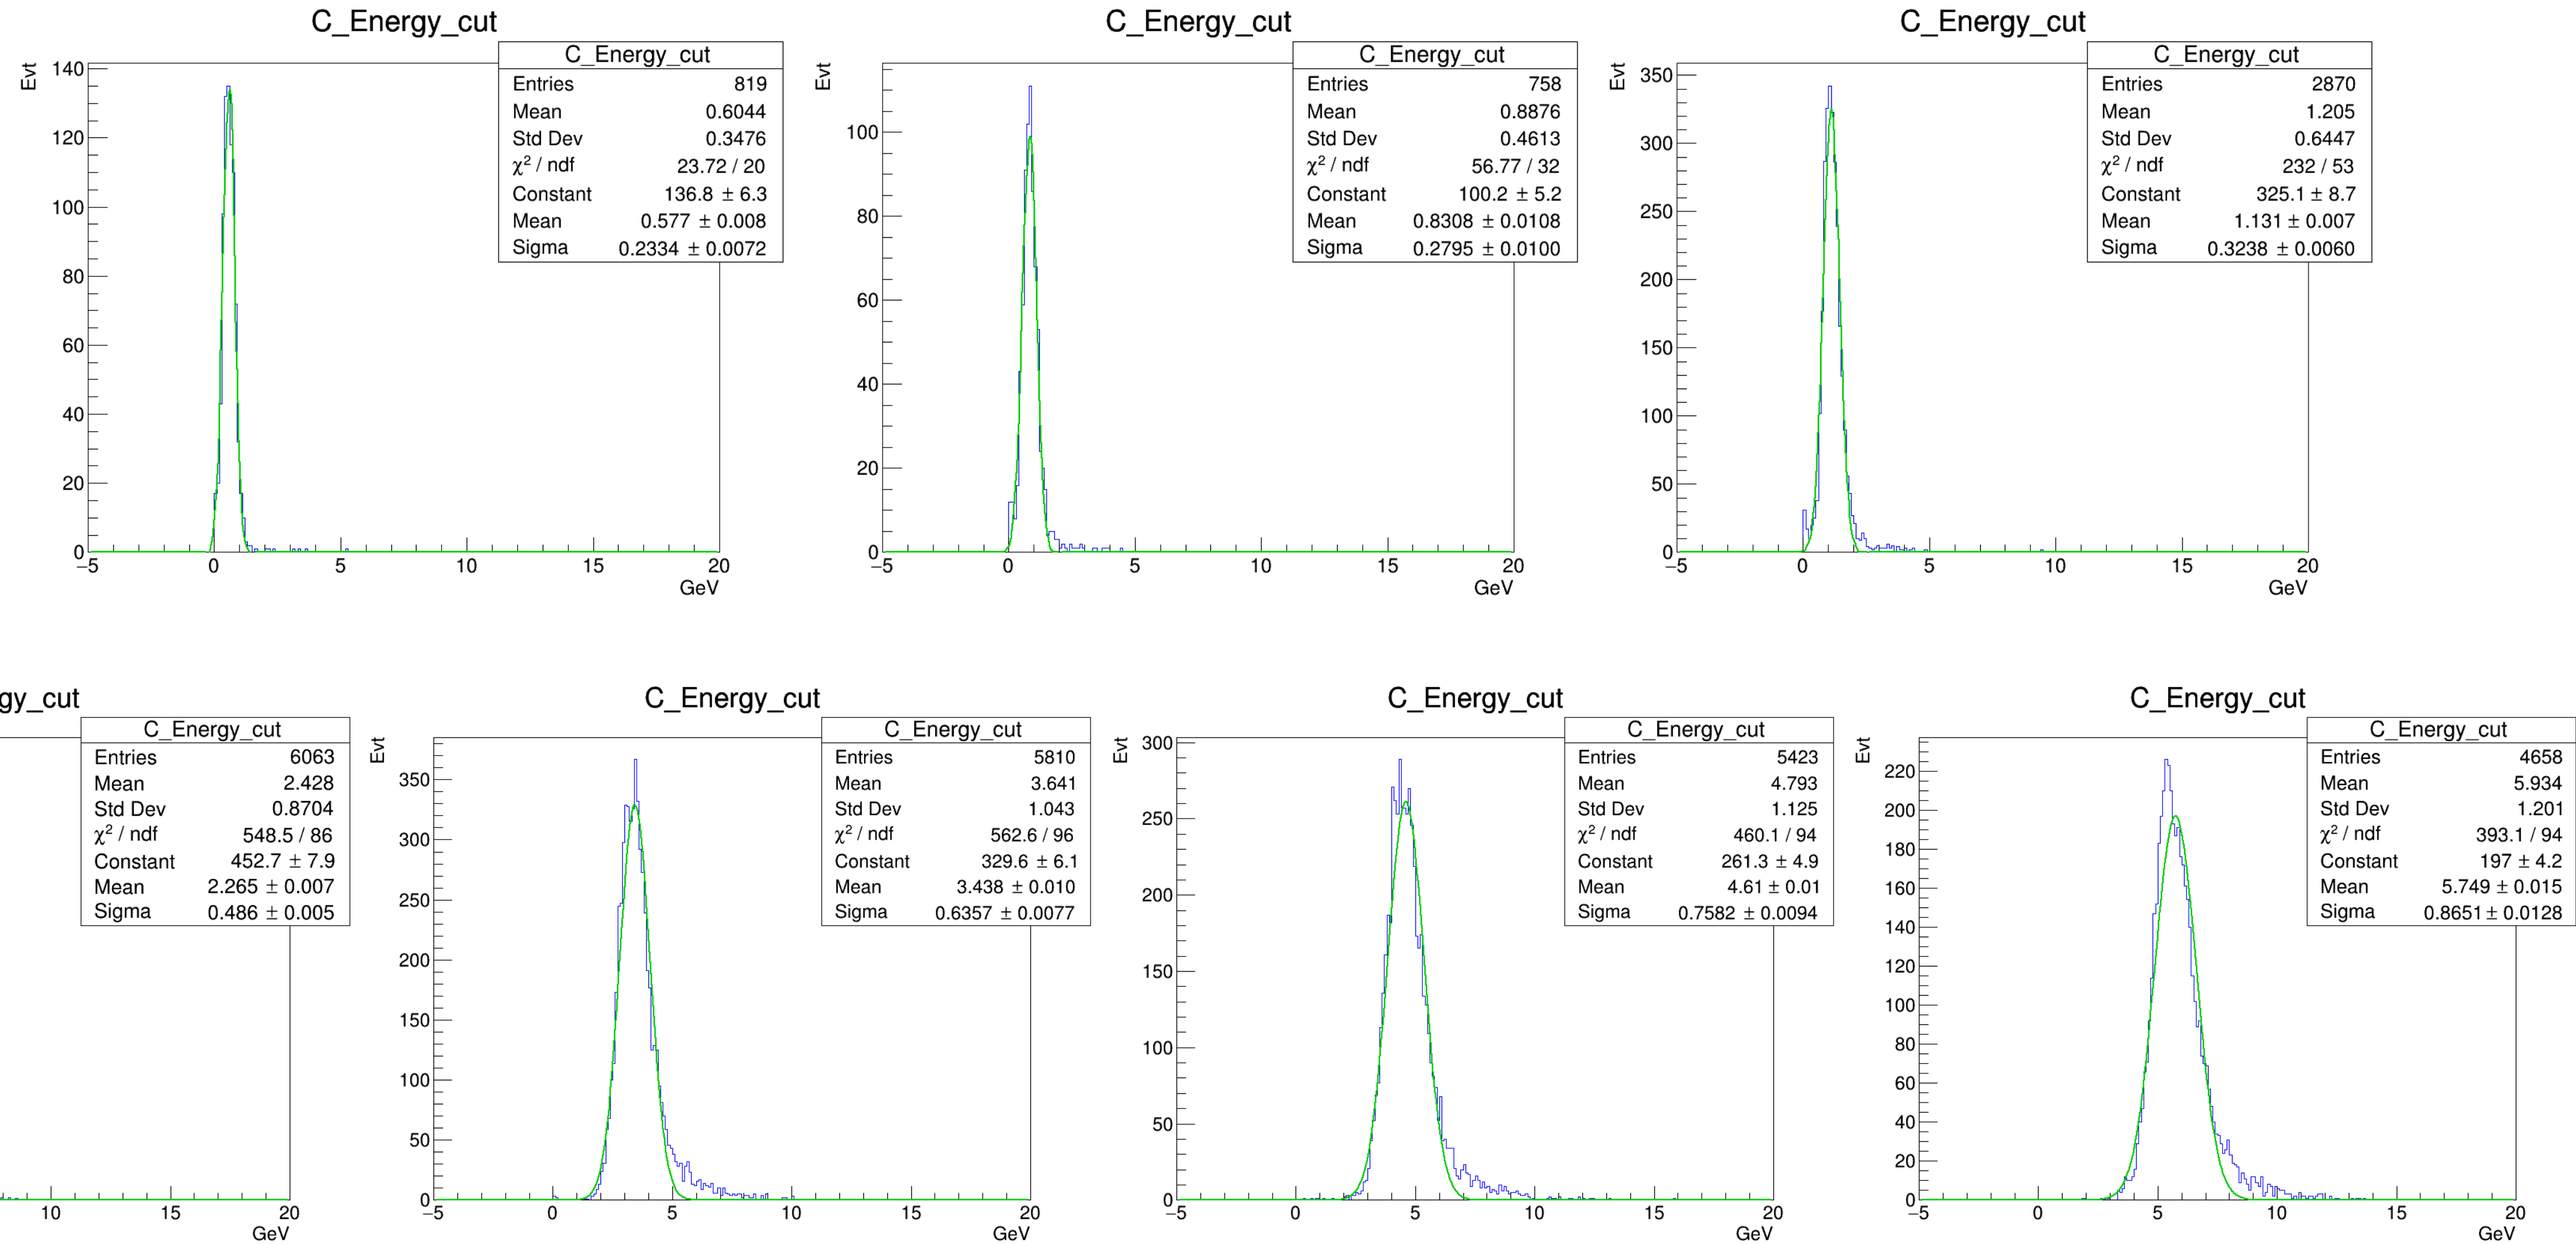 C_Energy_cut
C_Energy_cut
Entries 819
Mean 0.6044
Std Dev 0.3476
χ² / ndf 23.72 / 20
Constant 136.8 ± 6.3
Mean 0.577 ± 0.008
Sigma 0.2334 ± 0.0072
Evt
140
120
100
80
60
40
20
0
−5 0 5 10 15 20
GeV
C_Energy_cut
C_Energy_cut
Entries 758
Mean 0.8876
Std Dev 0.4613
χ² / ndf 56.77 / 32
Constant 100.2 ± 5.2
Mean 0.8308 ± 0.0108
Sigma 0.2795 ± 0.0100
Evt
100
80
60
40
20
0
−5 0 5 10 15 20
GeV
C_Energy_cut
C_Energy_cut
Entries 2870
Mean 1.205
Std Dev 0.6447
χ² / ndf 232 / 53
Constant 325.1 ± 8.7
Mean 1.131 ± 0.007
Sigma 0.3238 ± 0.0060
Evt
350
300
250
200
150
100
50
0
−5 0 5 10 15 20
GeV
gy_cut
C_Energy_cut
Entries 6063
Mean 2.428
Std Dev 0.8704
χ² / ndf 548.5 / 86
Constant 452.7 ± 7.9
Mean 2.265 ± 0.007
Sigma 0.486 ± 0.005
10 15 20
GeV
C_Energy_cut
C_Energy_cut
Entries 5810
Mean 3.641
Std Dev 1.043
χ² / ndf 562.6 / 96
Constant 329.6 ± 6.1
Mean 3.438 ± 0.010
Sigma 0.6357 ± 0.0077
Evt
350
300
250
200
150
100
50
0
−5 0 5 10 15 20
GeV
C_Energy_cut
C_Energy_cut
Entries 5423
Mean 4.793
Std Dev 1.125
χ² / ndf 460.1 / 94
Constant 261.3 ± 4.9
Mean 4.61 ± 0.01
Sigma 0.7582 ± 0.0094
Evt
300
250
200
150
100
50
0
−5 0 5 10 15 20
GeV
C_Energy_cut
C_Energy_cut
Entries 4658
Mean 5.934
Std Dev 1.201
χ² / ndf 393.1 / 94
Constant 197 ± 4.2
Mean 5.749 ± 0.015
Sigma 0.8651 ± 0.0128
Evt
220
200
180
160
140
120
100
80
60
40
20
0
−5 0 5 10 15 20
GeV